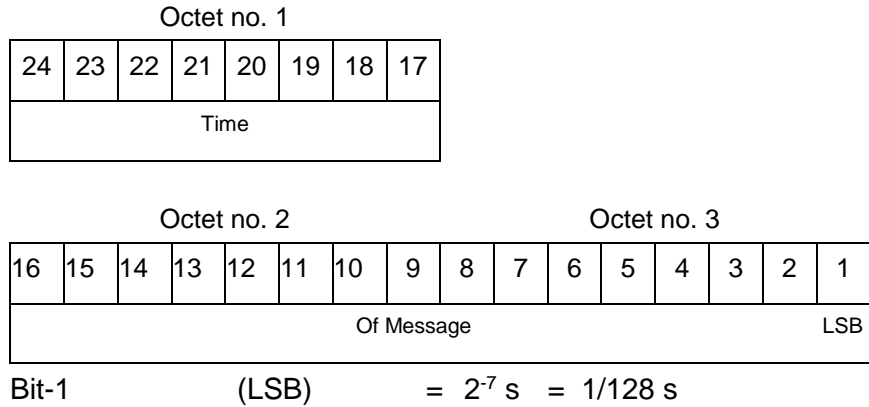 Octet no. 1
24 23 22 21 20 19 18 17
Time
Octet no. 2 Octet no. 3
16 15 14 13 12 11 10 9 8 7 6 5 4 3 2 1
Of Message LSB
Bit-1 (LSB) = 2⁻⁷ s = 1/128 s